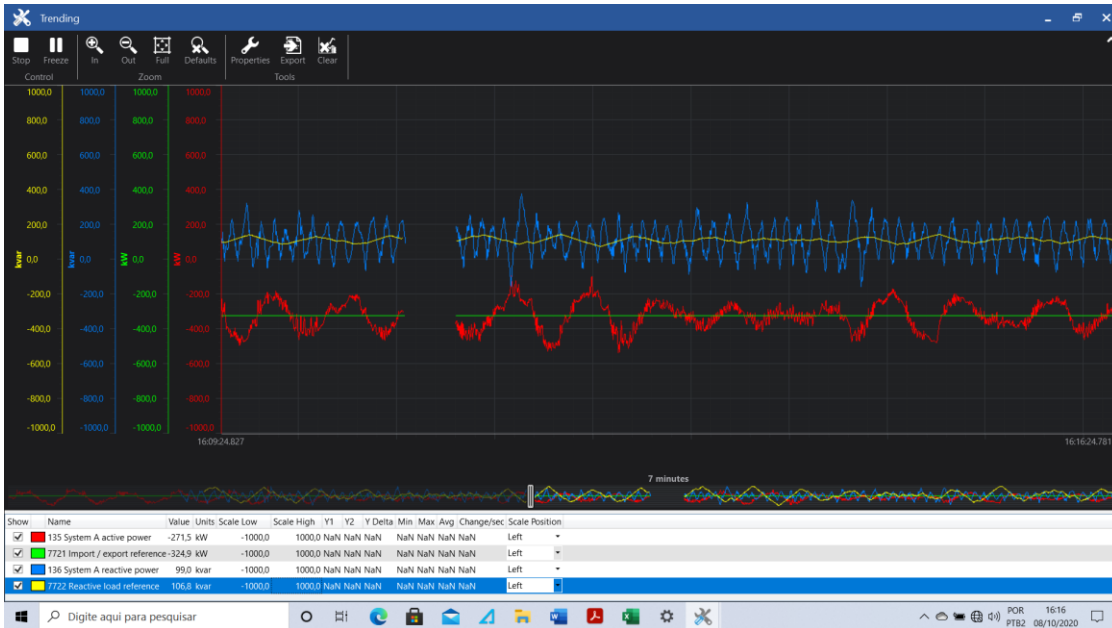 Trending
Stop Freeze In Out Full Defaults Properties Export Clear
Control Zoom Tools
1000,0 1000,0 1000,0 1000,0
800,0 800,0 800,0 800,0
600,0 600,0 600,0 600,0
400,0 400,0 400,0 400,0
200,0 200,0 200,0 200,0
kvar 0,0 kvar 0,0 kW 0,0 kW 0,0
-200,0 -200,0 -200,0 -200,0
-400,0 -400,0 -400,0 -400,0
-600,0 -600,0 -600,0 -600,0
-800,0 -800,0 -800,0 -800,0
-1000,0 -1000,0 -1000,0 -1000,0
16:09:24.827 16:16:24.781
7 minutes
Show Name Value Units Scale Low Scale High Y1 Y2 Y Delta Min Max Avg Change/sec Scale Position
135 System A active power -271,5 kW -1000,0 1000,0 NaN NaN NaN NaN NaN NaN NaN Left
7721 Import / export reference -324,9 kW -1000,0 1000,0 NaN NaN NaN NaN NaN NaN NaN Left
136 System A reactive power 99,0 kvar -1000,0 1000,0 NaN NaN NaN NaN NaN NaN NaN Left
7722 Reactive load reference 106,8 kvar -1000,0 1000,0 NaN NaN NaN NaN NaN NaN NaN Left
Digite aqui para pesquisar
POR 16:16
PTB2 08/10/2020